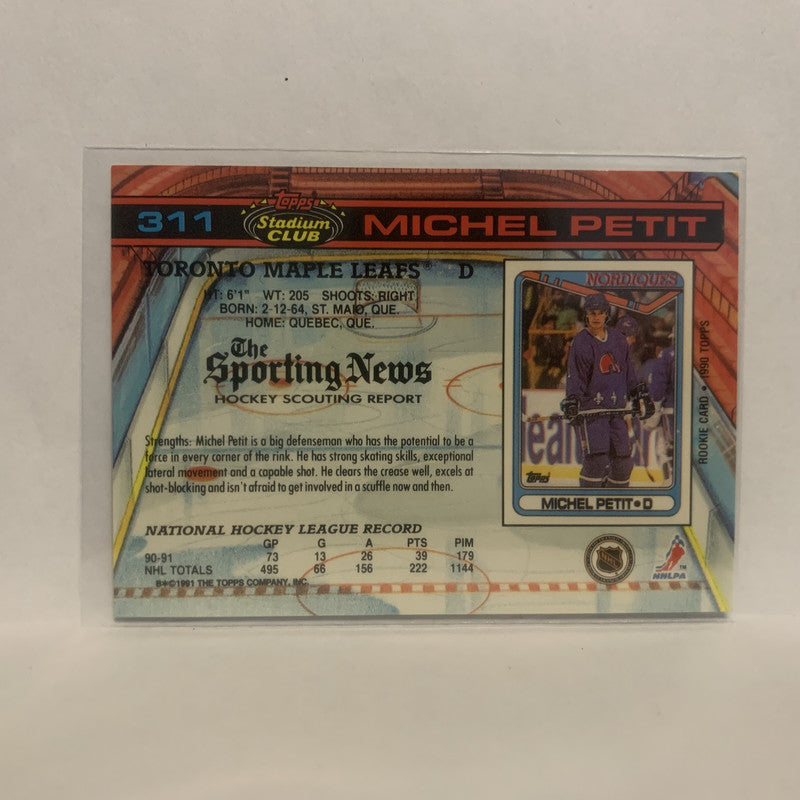 311
Topps
Stadium
CLUB
MICHEL PETIT
TORONTO MAPLE LEAFS® D
HT: 6'1" WT: 205 SHOOTS: RIGHT
BORN: 2-12-64, ST. MAIO, QUE.
HOME: QUEBEC, QUE.
The
Sporting News
HOCKEY SCOUTING REPORT
Strengths: Michel Petit is a big defenseman who has the potential to be a
force in every corner of the rink. He has strong skating skills, exceptional
lateral movement and a capable shot. He clears the crease well, excels at
shot-blocking and isn't afraid to get involved in a scuffle now and then.
NATIONAL HOCKEY LEAGUE RECORD
GP G A PTS PIM
90-91 73 13 26 39 179
NHL TOTALS 495 66 156 222 1144
B*©1991 THE TOPPS COMPANY, INC.
NORDIQUES
Topps
MICHEL PETIT•D
ROOKIE CARD • 1990 TOPPS
NHL
NHLPA
TM